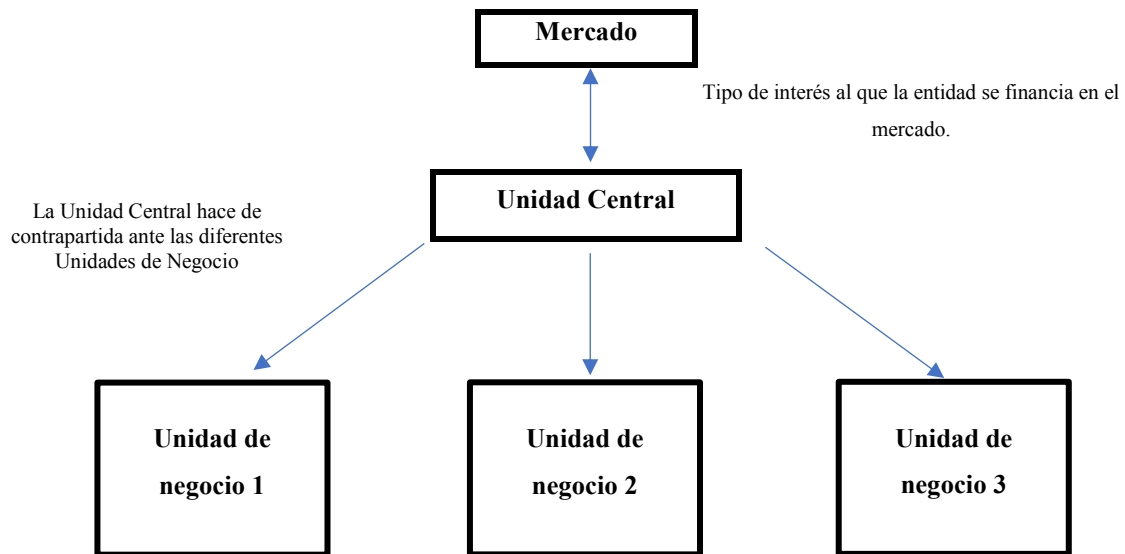 Mercado
Tipo de interés al que la entidad se financia en el
mercado.
Unidad Central
La Unidad Central hace de
contrapartida ante las diferentes
Unidades de Negocio
Unidad de
negocio 1
Unidad de
negocio 2
Unidad de
negocio 3